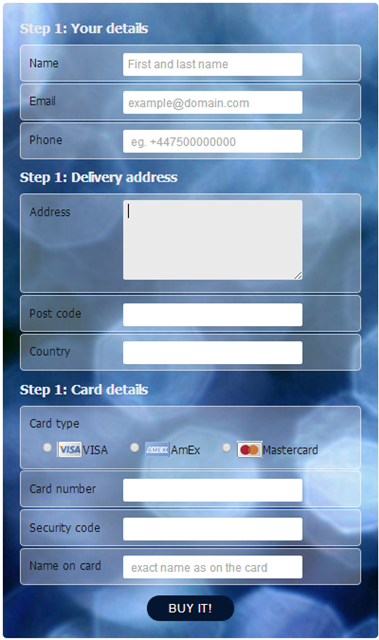 Step 1: Your details
Name First and last name
Email example@domain.com
Phone eg. +447500000000
Step 1: Delivery address
Address
Post code
Country
Step 1: Card details
Card type
VISA VISA AMEX AmEx Mastercard
Card number
Security code
Name on card exact name as on the card
BUY IT!